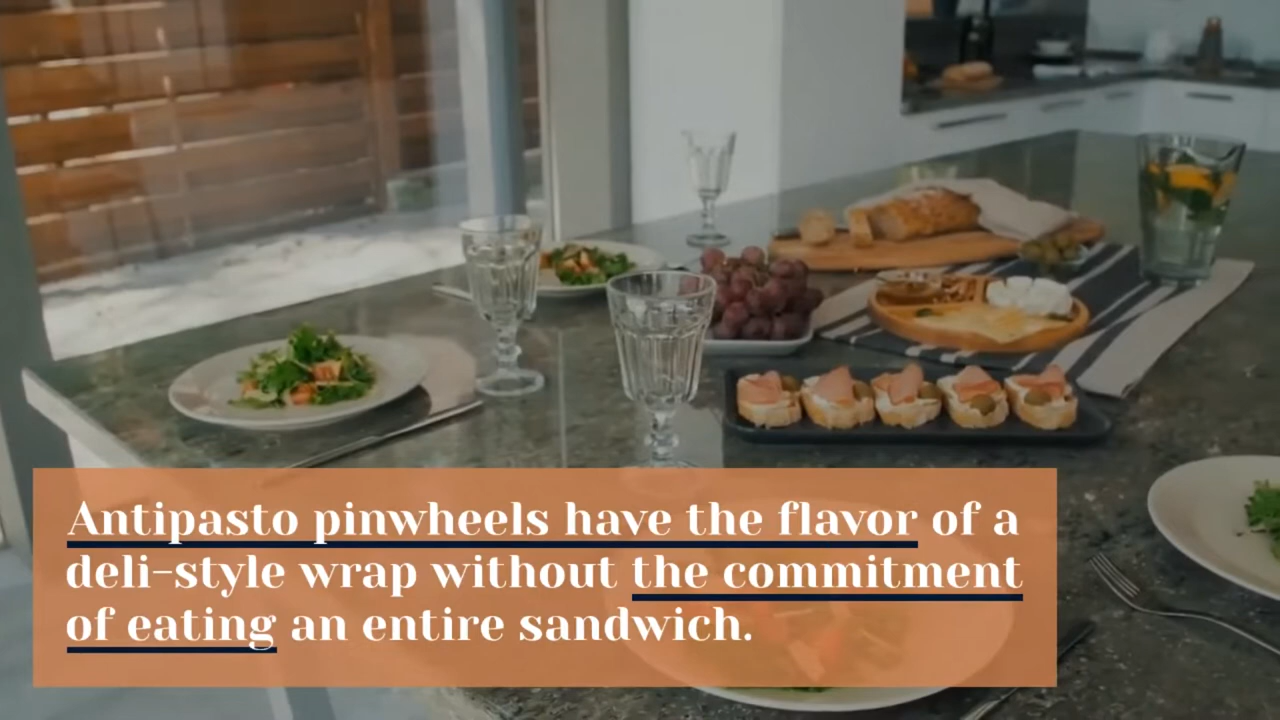 Antipasto pinwheels have the flavor of a
deli-style wrap without the commitment
of eating an entire sandwich.